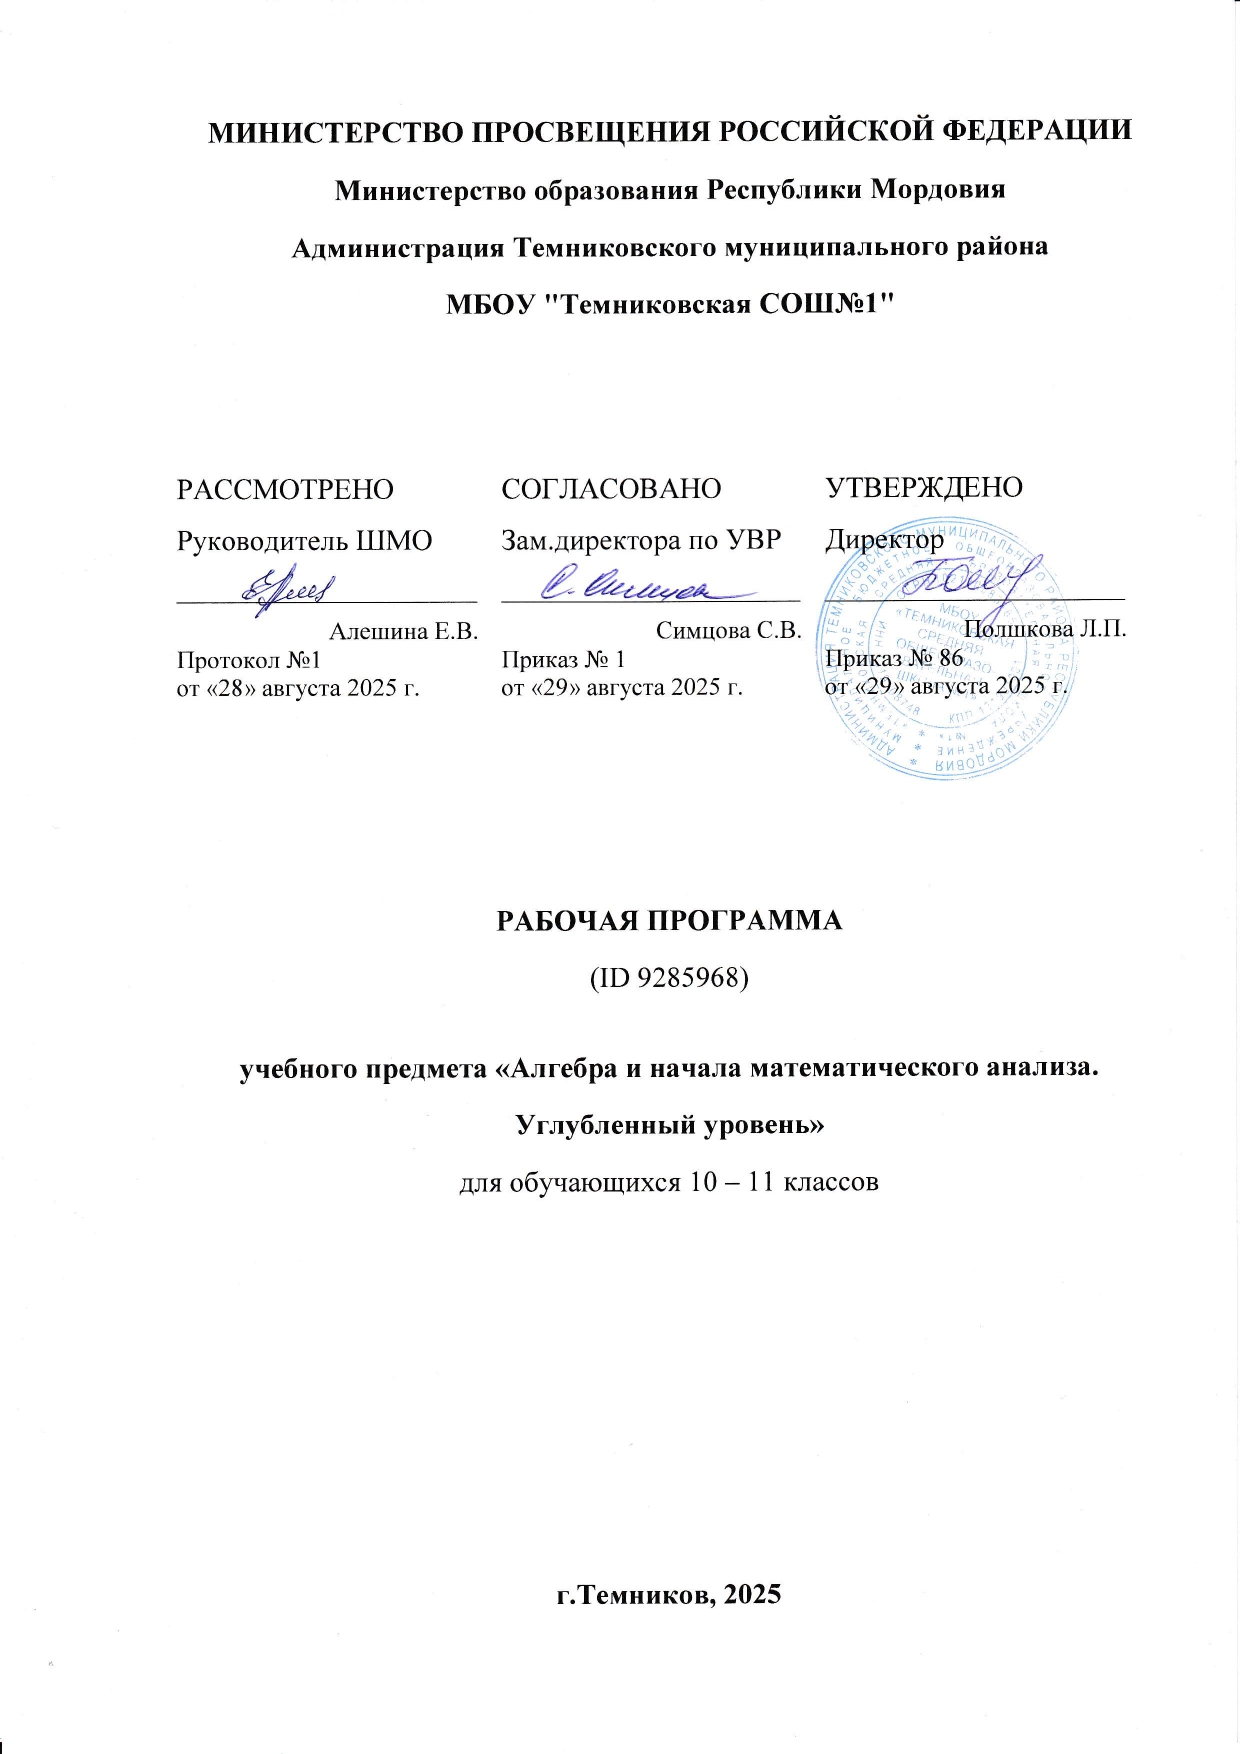 МИНИСТЕРСТВО ПРОСВЕЩЕНИЯ РОССИЙСКОЙ ФЕДЕРАЦИИ
Министерство образования Республики Мордовия
Администрация Темниковского муниципального района
МБОУ "Темниковская СОШ№1"
РАССМОТРЕНО
Руководитель ШМО
Алешина Е.В.
Протокол №1
от «28» августа 2025 г.
СОГЛАСОВАНО
Зам.директора по УВР
Симцова С.В.
Приказ № 1
от «29» августа 2025 г.
УТВЕРЖДЕНО
Директор
Полшкова Л.П.
Приказ № 86
от «29» августа 2025 г.
МБОУ
«ТЕМНИКОВСКАЯ
СРЕДНЯЯ
РАБОЧАЯ ПРОГРАММА
(ID 9285968)
учебного предмета «Алгебра и начала математического анализа.
Углубленный уровень»
для обучающихся 10 – 11 классов
г.Темников, 2025